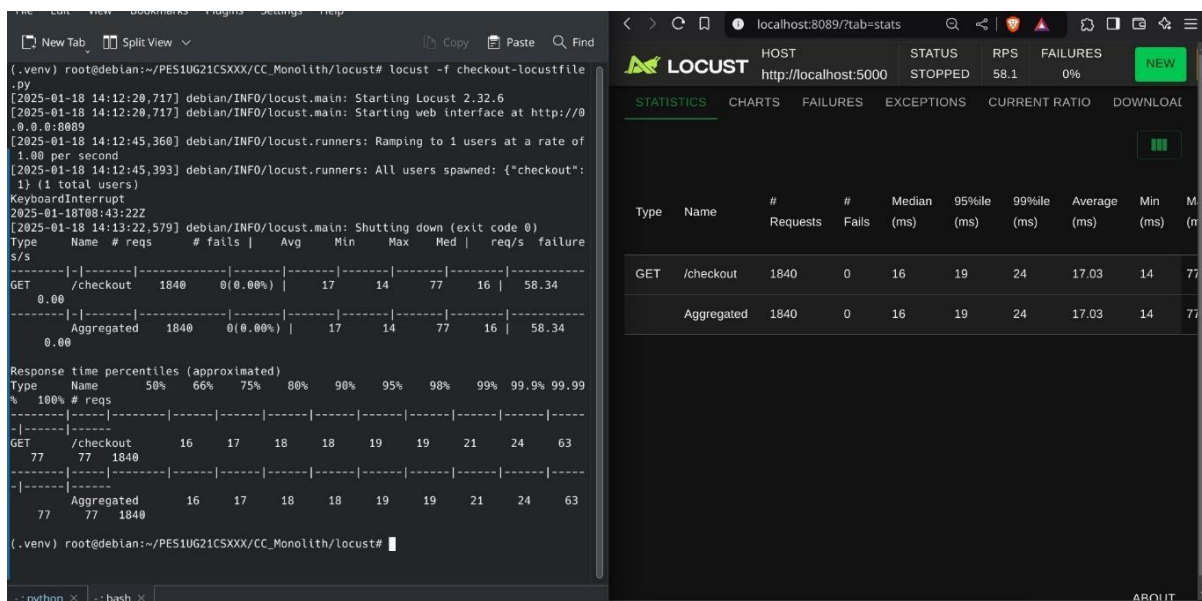 File Edit View Bookmarks Plugins Settings Help
New Tab Split View Copy Paste Find
(.venv) root@debian:~/PES1UG21CSXXX/CC_Monolith/locust# locust -f checkout-locustfile
.py
[2025-01-18 14:12:20,717] debian/INFO/locust.main: Starting Locust 2.32.6
[2025-01-18 14:12:20,717] debian/INFO/locust.main: Starting web interface at http://0
.0.0.0:8089
[2025-01-18 14:12:45,360] debian/INFO/locust.runners: Ramping to 1 users at a rate of
1.00 per second
[2025-01-18 14:12:45,393] debian/INFO/locust.runners: All users spawned: {"checkout":
1} (1 total users)
KeyboardInterrupt
2025-01-18T08:43:22Z
[2025-01-18 14:13:22,579] debian/INFO/locust.main: Shutting down (exit code 0)
Type Name # reqs # fails | Avg Min Max Med | req/s failure
s/s
--------|-|-------|-------------|-------|-------|-------|-------|--------|-----------
GET /checkout 1840 0(0.00%) | 17 14 77 16 | 58.34
0.00
--------|-|-------|-------------|-------|-------|-------|-------|--------|-----------
Aggregated 1840 0(0.00%) | 17 14 77 16 | 58.34
0.00
Response time percentiles (approximated)
Type Name 50% 66% 75% 80% 90% 95% 98% 99% 99.9% 99.99
% 100% # reqs
--------|-----|--------|------|------|------|------|------|------|------|------|-----
-|------|------
GET /checkout 16 17 18 18 19 19 21 24 63
77 77 1840
--------|-----|--------|------|------|------|------|------|------|------|------|-----
-|------|------
Aggregated 16 17 18 18 19 19 21 24 63
77 77 1840
(.venv) root@debian:~/PES1UG21CSXXX/CC_Monolith/locust#
-: python × -: bash ×
localhost:8089/?tab=stats
LOCUST
HOST STATUS RPS FAILURES NEW
http://localhost:5000 STOPPED 58.1 0%
STATISTICS CHARTS FAILURES EXCEPTIONS CURRENT RATIO DOWNLOAD
Type Name # Requests # Fails Median (ms) 95%ile (ms) 99%ile (ms) Average (ms) Min (ms)
GET /checkout 1840 0 16 19 24 17.03 14 77
Aggregated 1840 0 16 19 24 17.03 14 77
ABOUT